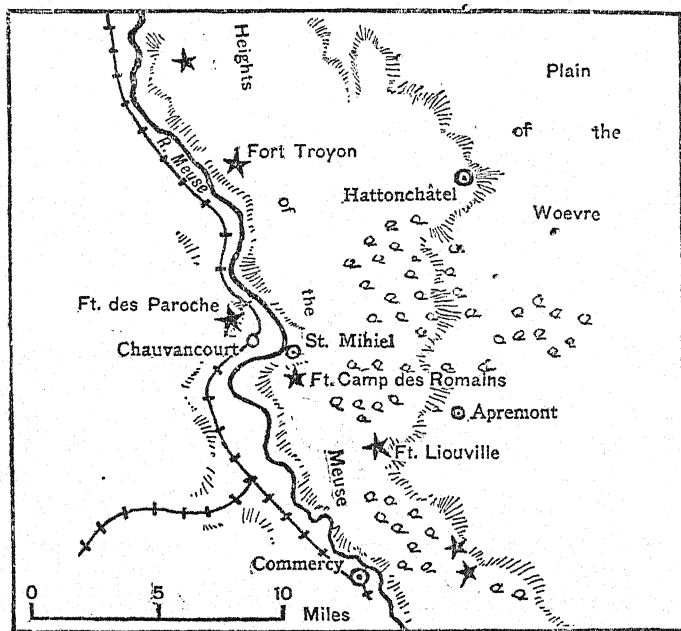 Heights
Plain
of the
R. Meuse
Fort Troyon
Hattonchâtel
of
Woevre
the
Ft. des Paroche
Chauvancourt
St. Mihiel
Ft. Camp des Romains
Apremont
Ft. Liouville
Meuse
Commercy
0 5 10
Miles